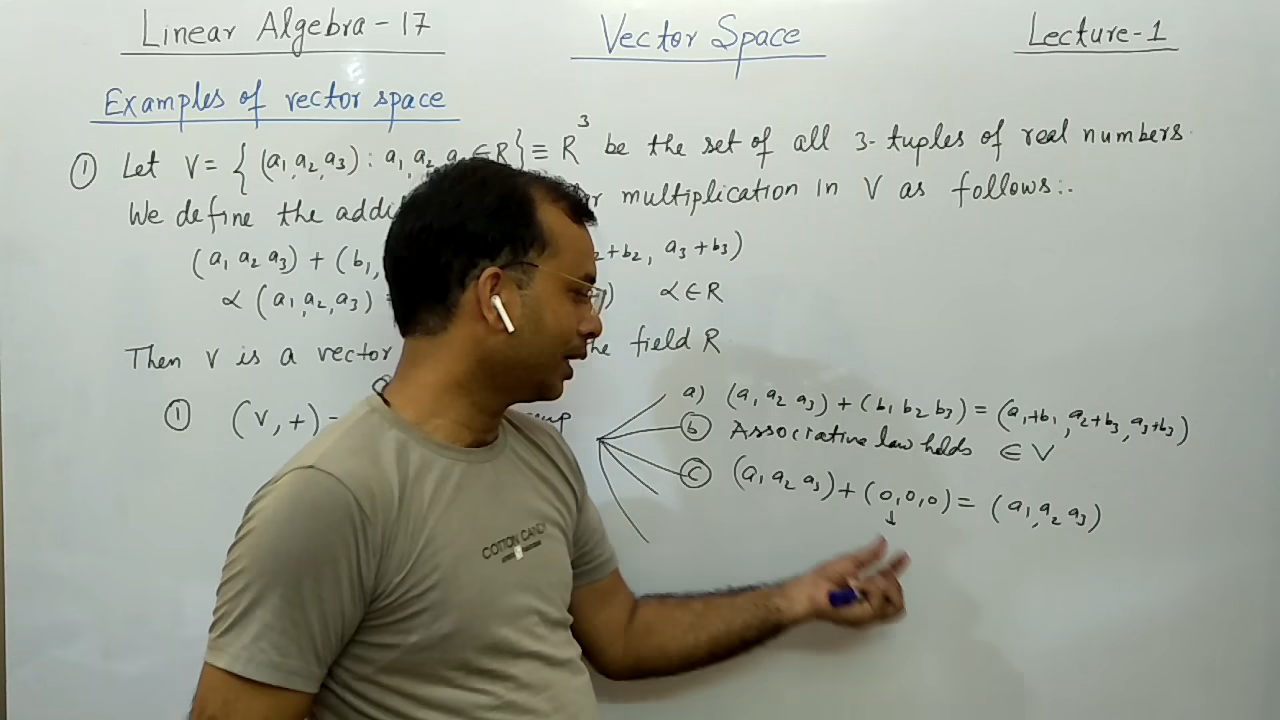 Linear Algebra - 17
Vector Space
Lecture-1
Examples of vector space
① Let V = { (a₁, a₂, a₃) : a₁, a₂, a ∈ R } ≡ R³ be the set of all 3-tuples of real numbers
We define the multiplication in V as follows:.
(a₁ a₂ a₃) + (b₁, +b₂, a₃+b₃)
α (a₁, a₂, a₃) ) α ∈ R
Then V is a vector the field R
① (V, +) -
a) (a₁ a₂ a₃) + (b₁ b₂ b₃) = (a₁+b₁, a₂+b₃, a₃+b₃)
ⓑ Associative law holds ∈ V
ⓒ (a₁ a₂ a₃) + (0,0,0) = (a₁, a₂ a₃)
↓
COTTON CANDY